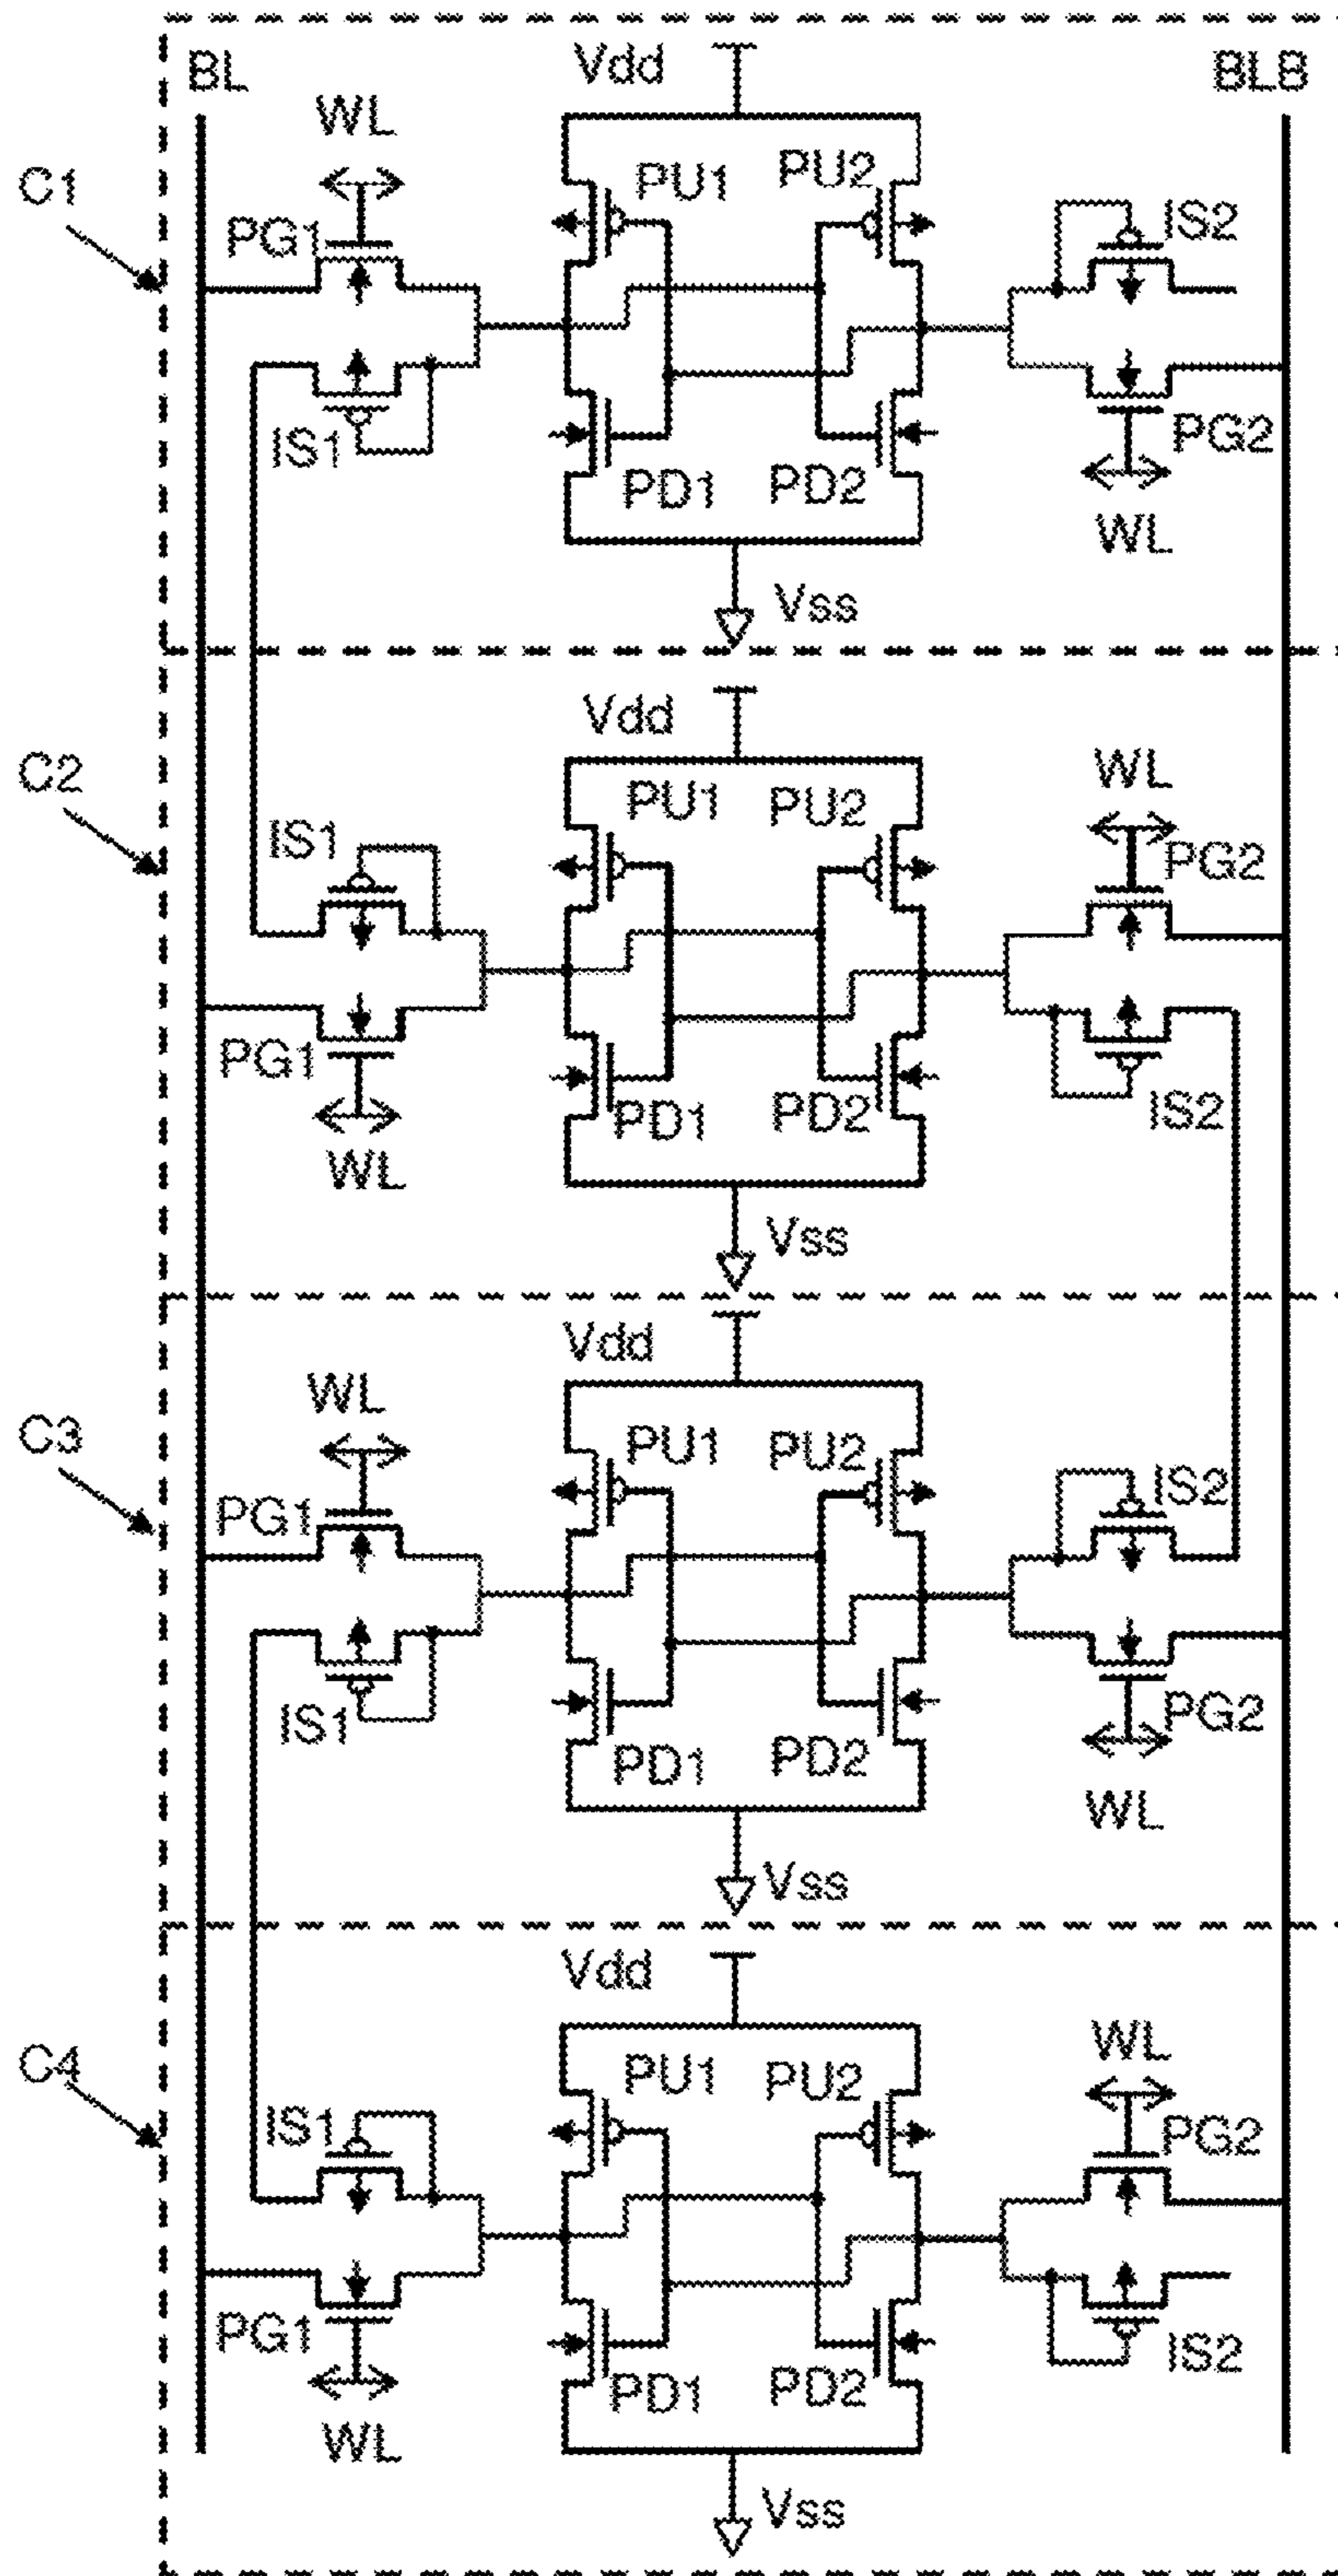 BL
Vdd
BLB
WL
C1
PU1
PU2
IS2
PG1
IS1
PD1
PD2
PG2
WL
Vss
Vdd
C2
WL
PU1
PU2
IS1
PG2
PG1
PD1
PD2
IS2
WL
Vss
Vdd
WL
C3
PU1
PU2
IS2
PG1
IS1
PD1
PD2
PG2
WL
Vss
Vdd
WL
C4
PU1
PU2
IS1
PG2
PG1
PD1
PD2
IS2
WL
Vss